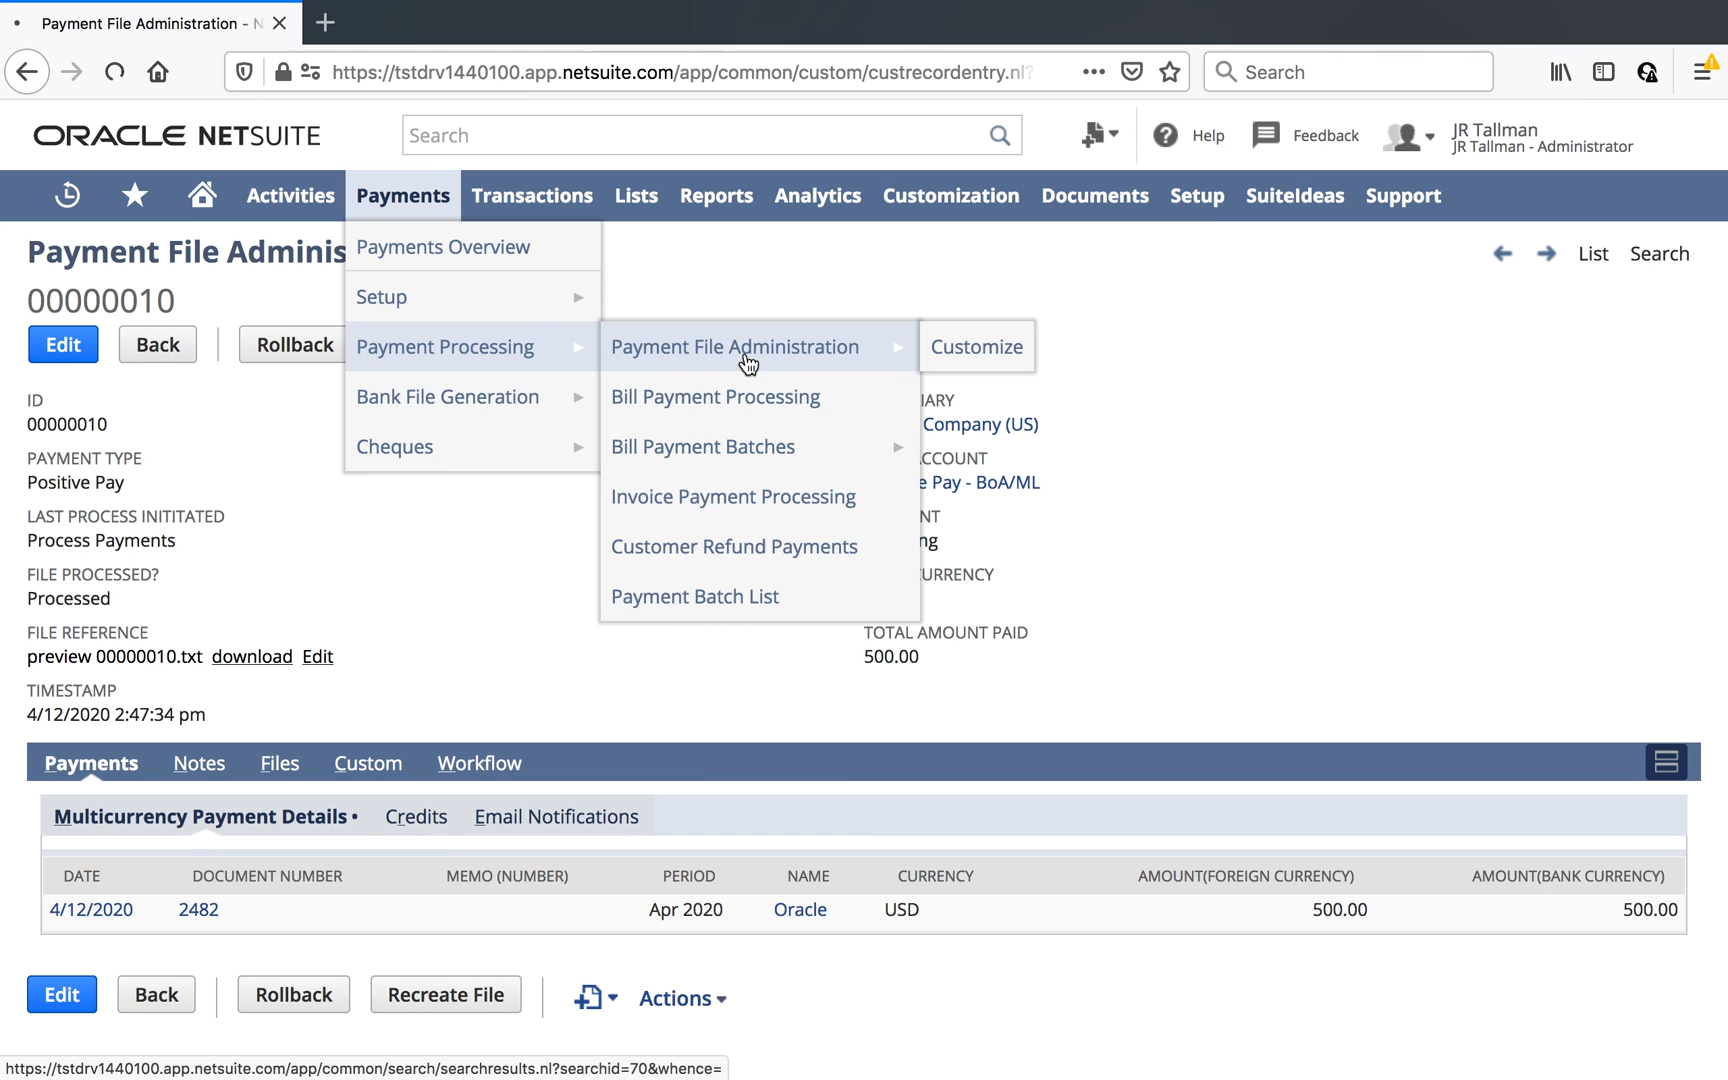 Payment File Administration - N
https://tstdrv1440100.app.netsuite.com/app/common/custom/custrecordentry.nl?
Search
ORACLE NETSUITE
Search
Help
Feedback
JR Tallman
JR Tallman - Administrator
Activities Payments Transactions Lists Reports Analytics Customization Documents Setup SuiteIdeas Support
Payment File Adminis
List Search
00000010
Edit Back Rollback
Payments Overview
Setup
Payment Processing
Bank File Generation
Cheques
Payment File Administration
Bill Payment Processing
Bill Payment Batches
Invoice Payment Processing
Customer Refund Payments
Payment Batch List
Customize
ID
00000010
PAYMENT TYPE
Positive Pay
LAST PROCESS INITITATED
Process Payments
FILE PROCESSED?
Processed
FILE REFERENCE
preview 00000010.txt download Edit
TIMESTAMP
4/12/2020 2:47:34 pm
IARY
Company (US)
CCOUNT
e Pay - BoA/ML
NT
ng
URRENCY
TOTAL AMOUNT PAID
500.00
Payments Notes Files Custom Workflow
Multicurrency Payment Details • Credits Email Notifications
DATE DOCUMENT NUMBER MEMO (NUMBER) PERIOD NAME CURRENCY AMOUNT(FOREIGN CURRENCY) AMOUNT(BANK CURRENCY)
4/12/2020 2482 Apr 2020 Oracle USD 500.00 500.00
Edit Back Rollback Recreate File Actions
https://tstdrv1440100.app.netsuite.com/app/common/search/searchresults.nl?searchid=70&whence=